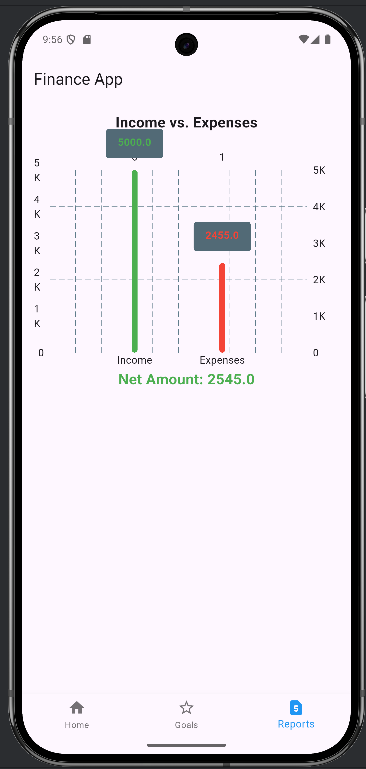 9:56
Finance App
Income vs. Expenses
5000.0
1
5
K
5K
4
K
4K
2455.0
3
K
3K
2
K
2K
1
K
1K
0
0
Income
Expenses
Net Amount: 2545.0
Home
Goals
Reports